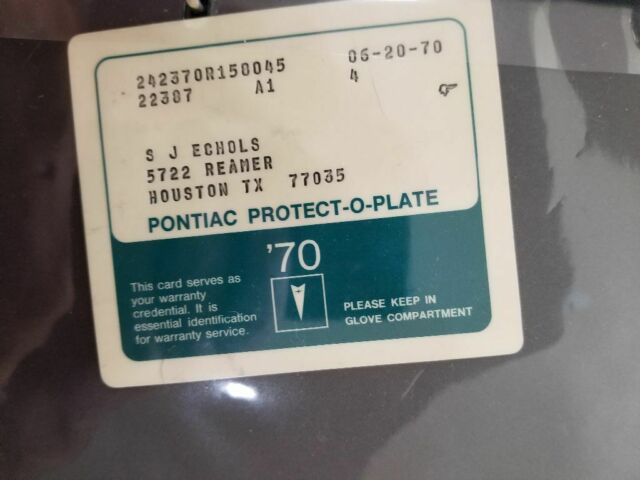 242370R150045 06-20-70
22387 A1 4
S J ECHOLS
5722 REAMER
HOUSTON TX 77035
PONTIAC PROTECT-O-PLATE
'70
This card serves as
your warranty
credential. It is
essential identification
for warranty service.
PLEASE KEEP IN
GLOVE COMPARTMENT